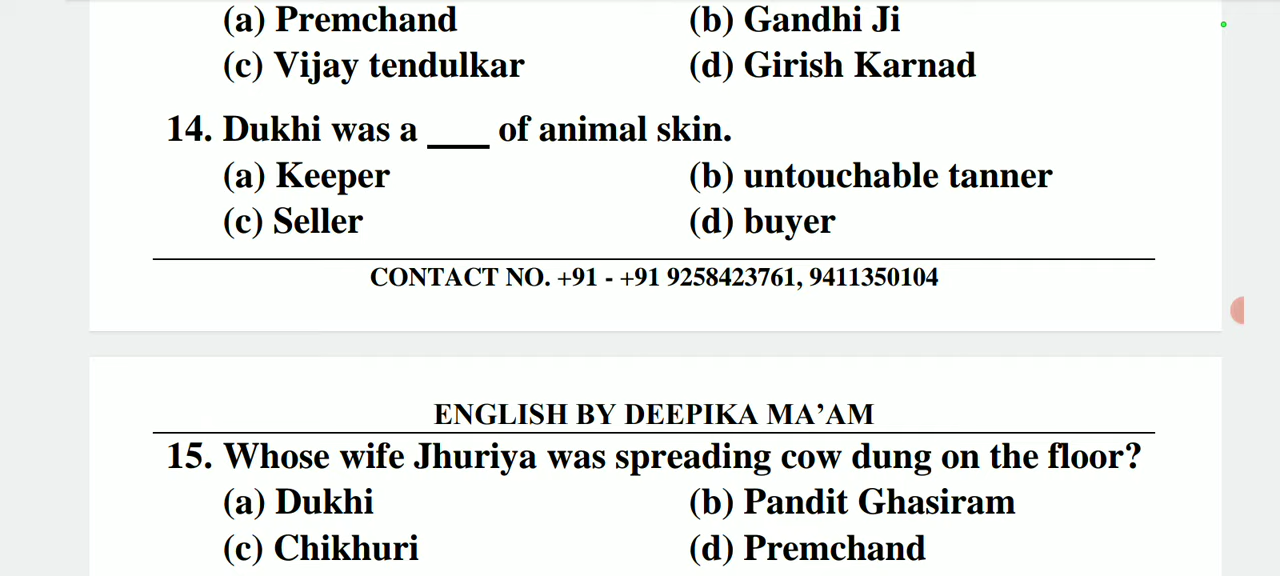 (a) Premchand (b) Gandhi Ji
(c) Vijay tendulkar (d) Girish Karnad
14. Dukhi was a ____ of animal skin.
(a) Keeper (b) untouchable tanner
(c) Seller (d) buyer
CONTACT NO. +91 - +91 9258423761, 9411350104
ENGLISH BY DEEPIKA MA’AM
15. Whose wife Jhuriya was spreading cow dung on the floor?
(a) Dukhi (b) Pandit Ghasiram
(c) Chikhuri (d) Premchand